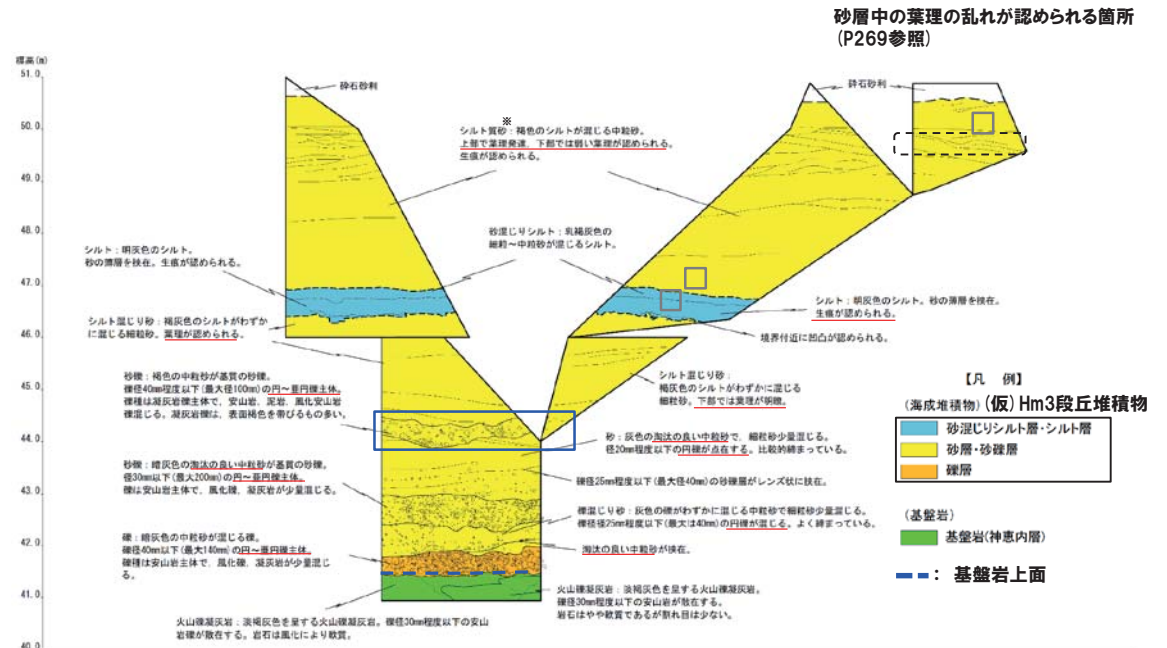 砂層中の葉理の乱れが認められる箇所
(P269参照)
標高(m)
51.0
50.0
49.0
48.0
47.0
46.0
45.0
44.0
43.0
42.0
41.0
40.0
砕石砂利
砕石砂利
※
シルト質砂:褐色のシルトが混じる中粒砂。
上部で葉理発達、下部では弱い葉理が認められる。
生痕が認められる。
砂混じりシルト:乳褐灰色の
細粒~中粒砂が混じるシルト。
シルト:明灰色のシルト。
砂の薄層を挟在。生痕が認められる。
シルト混じり砂:褐灰色のシルトがわずか
に混じる細粒砂。葉理が認められる。
シルト:明灰色のシルト。砂の薄層を挟在。
生痕が認められる。
境界付近に凹凸が認められる。
砂礫:褐色の中粒砂が基質の砂礫。
礫径40mm程度以下(最大径100mm)の円~亜円礫主体。
礫種は凝灰岩礫主体で、安山岩、泥岩、風化安山岩
礫混じる。凝灰岩礫は、表面褐色を帯びるもの多い。
シルト混じり砂:
褐灰色のシルトがわずかに混じる
細粒砂。下部では葉理が明瞭。
砂:灰色の淘汰の良い中粒砂で、細粒砂少量混じる。
径20mm程度以下の円礫が点在する。比較的締まっている。
砂礫:暗灰色の淘汰の良い中粒砂が基質の砂礫。
径30mm以下(最大200mm)の円~亜円礫主体。
礫は安山岩主体で、風化礫、凝灰岩が少量混じる。
礫径25mm程度以下(最大径40mm)の砂礫層がレンズ状に挟在。
礫混じり砂:灰色の礫がわずかに混じる中粒砂で細粒砂少量混じる。
礫径径25mm程度以下(最大は40mm)の円礫が混じる。よく締まっている。
淘汰の良い中粒砂が挟在。
礫:暗灰色の中粒砂が混じる礫。
礫径40mm以下(最大140mm)の円~亜円礫主体。
礫種は安山岩主体で、風化礫、凝灰岩が少量混じ
る。
火山礫凝灰岩:淡褐灰色を呈する火山礫凝灰岩。
礫径30mm程度以下の安山岩が散在する。
岩石はやや軟質であるが割れ目は少ない。
火山礫凝灰岩:淡褐灰色を呈する火山礫凝灰岩。礫径30mm程度以下の安山
岩礫が散在する。岩石は風化により軟質。
【凡 例】
(海成堆積物)(仮)Hm3段丘堆積物
砂混じりシルト層・シルト層
砂層・砂礫層
礫層
(基盤岩)
基盤岩(神恵内層)
: 基盤岩上面